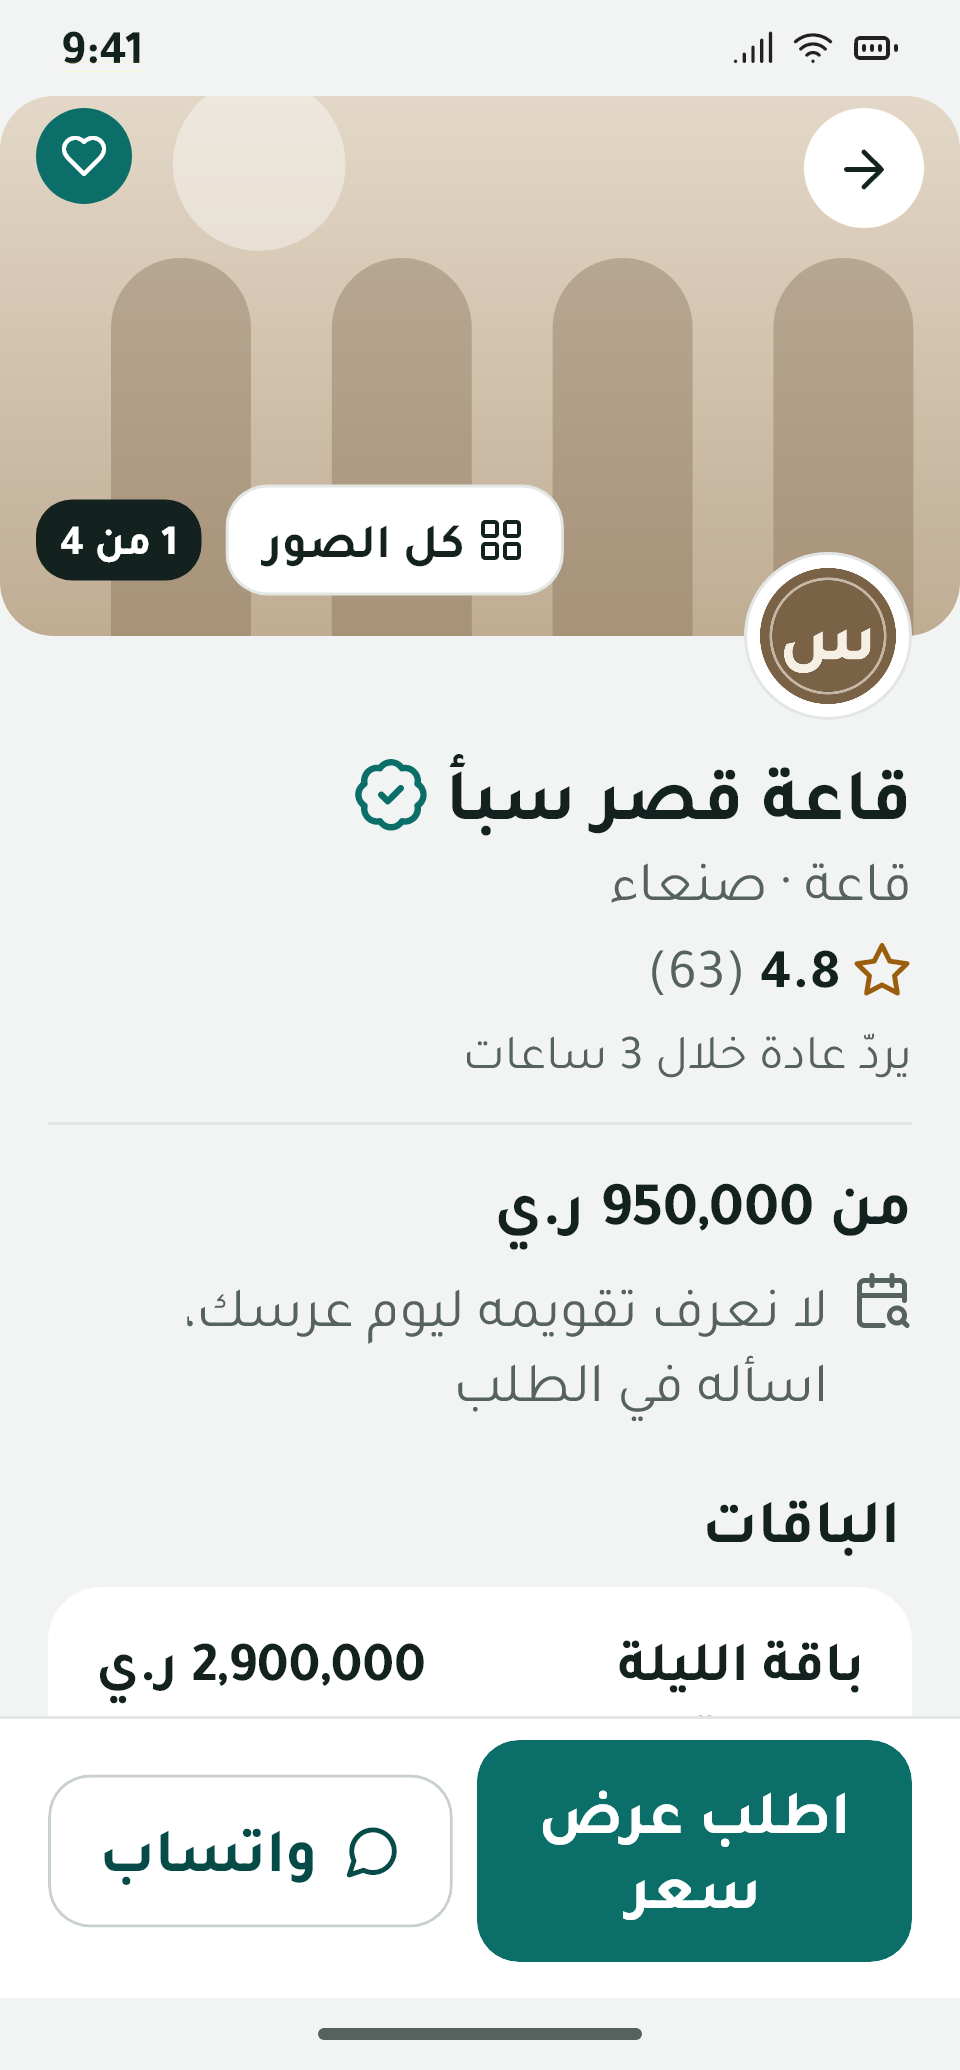 9:41
كل الصور
1 من 4
س
قاعة قصر سبأ
قاعة · صنعاء
4.8 (63)
يردّ عادة خلال 3 ساعات
من 950,000 ر.ي
لا نعرف تقويمه ليوم عرسك،
اسأله في الطلب
الباقات
باقة الليلة
2,900,000 ر.ي
اطلب عرض
سعر
واتساب